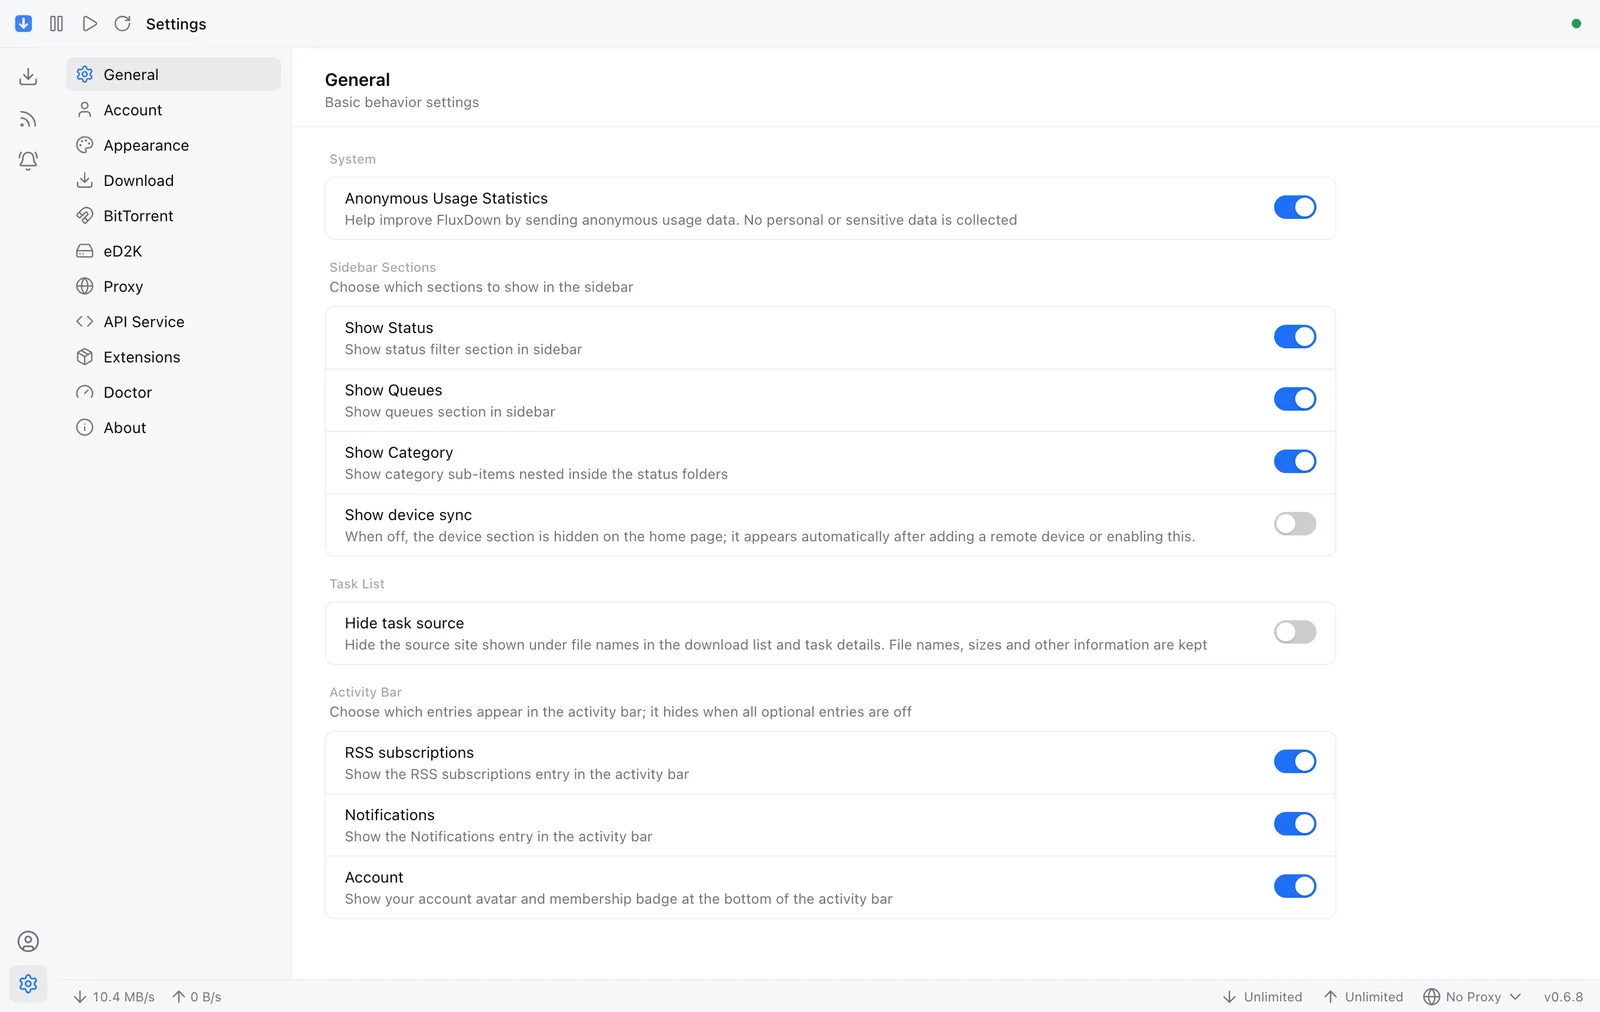 Settings
General
Account
Appearance
Download
BitTorrent
eD2K
Proxy
API Service
Extensions
Doctor
About
General
Basic behavior settings
System
Anonymous Usage Statistics
Help improve FluxDown by sending anonymous usage data. No personal or sensitive data is collected
Sidebar Sections
Choose which sections to show in the sidebar
Show Status
Show status filter section in sidebar
Show Queues
Show queues section in sidebar
Show Category
Show category sub-items nested inside the status folders
Show device sync
When off, the device section is hidden on the home page; it appears automatically after adding a remote device or enabling this.
Task List
Hide task source
Hide the source site shown under file names in the download list and task details. File names, sizes and other information are kept
Activity Bar
Choose which entries appear in the activity bar; it hides when all optional entries are off
RSS subscriptions
Show the RSS subscriptions entry in the activity bar
Notifications
Show the Notifications entry in the activity bar
Account
Show your account avatar and membership badge at the bottom of the activity bar
10.4 MB/s 0 B/s Unlimited Unlimited No Proxy v0.6.8